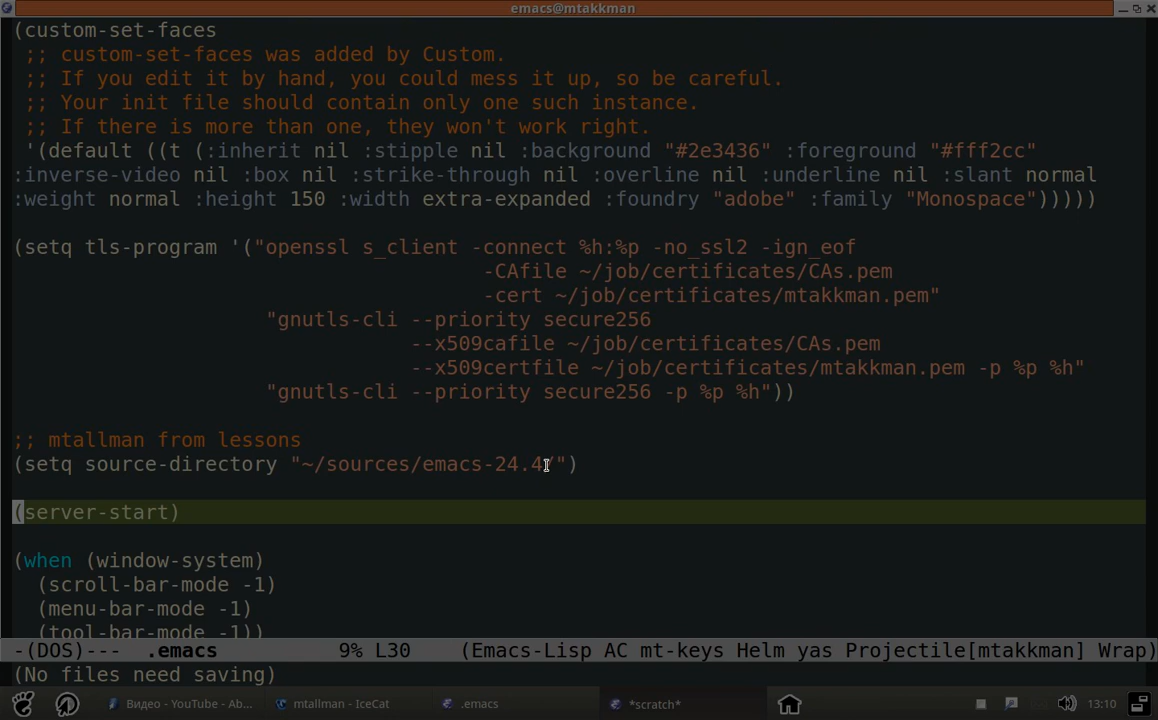 emacs@mtakkman
(custom-set-faces
;; custom-set-faces was added by Custom.
;; If you edit it by hand, you could mess it up, so be careful.
;; Your init file should contain only one such instance.
;; If there is more than one, they won't work right.
'(default ((t (:inherit nil :stipple nil :background "#2e3436" :foreground "#fff2cc"
:inverse-video nil :box nil :strike-through nil :overline nil :underline nil :slant normal
:weight normal :height 150 :width extra-expanded :foundry "adobe" :family "Monospace")))))
(setq tls-program '("openssl s_client -connect %h:%p -no_ssl2 -ign_eof
-CAfile ~/job/certificates/CAs.pem
-cert ~/job/certificates/mtakkman.pem"
"gnutls-cli --priority secure256
--x509cafile ~/job/certificates/CAs.pem
--x509certfile ~/job/certificates/mtakkman.pem -p %p %h"
"gnutls-cli --priority secure256 -p %p %h"))
;; mtallman from lessons
(setq source-directory "~/sources/emacs-24.4/")
(server-start)
(when (window-system)
(scroll-bar-mode -1)
(menu-bar-mode -1)
(tool-bar-mode -1))
-(DOS)--- .emacs 9% L30 (Emacs-Lisp AC mt-keys Helm yas Projectile[mtakkman] Wrap)
(No files need saving)
Видео - YouTube - Ab... mtallman - IceCat .emacs *scratch* 13:10